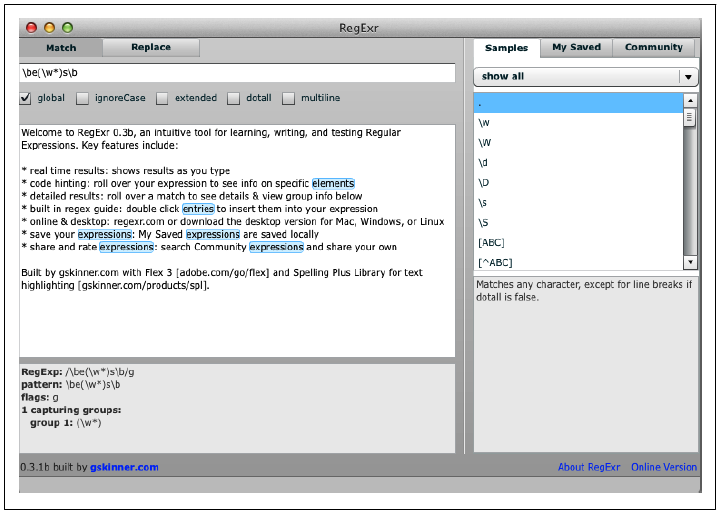 RegExr
Match Replace
\be(\w*)s\b
global ignoreCase extended dotall multiline
Welcome to RegExr 0.3b, an intuitive tool for learning, writing, and testing Regular
Expressions. Key features include:
* real time results: shows results as you type
* code hinting: roll over your expression to see info on specific elements
* detailed results: roll over a match to see details & view group info below
* built in regex guide: double click entries to insert them into your expression
* online & desktop: regexr.com or download the desktop version for Mac, Windows, or Linux
* save your expressions: My Saved expressions are saved locally
* share and rate expressions: search Community expressions and share your own
Built by gskinner.com with Flex 3 [adobe.com/go/flex] and Spelling Plus Library for text
highlighting [gskinner.com/products/spl].
RegExp: /\be(\w*)s\b/g
pattern: \be(\w*)s\b
flags: g
1 capturing groups:
group 1: (\w*)
Samples My Saved Community
show all
.
\w
\W
\d
\D
\s
\S
[ABC]
[^ABC]
Matches any character, except for line breaks if
dotall is false.
0.3.1b built by gskinner.com
About RegExr Online Version